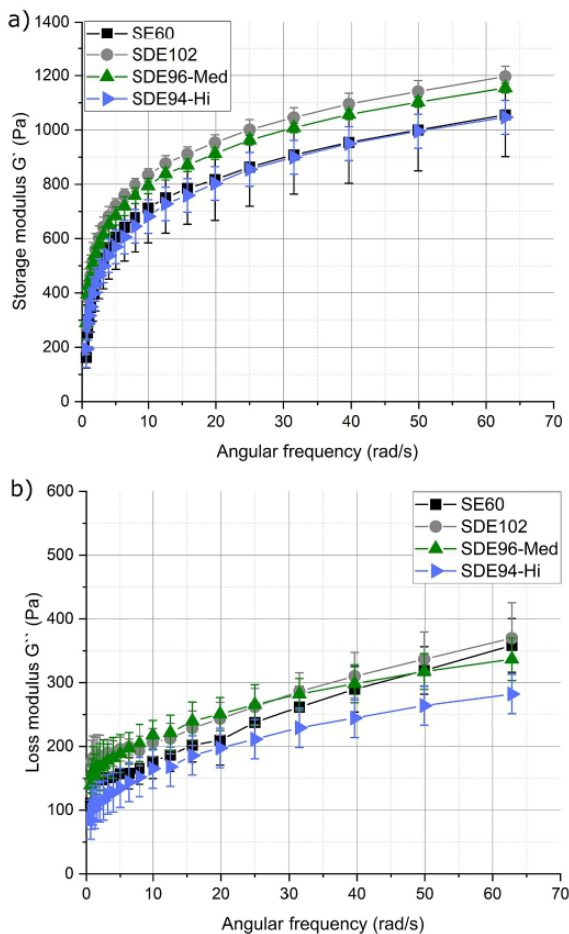 a)
SE60
SDE102
SDE96-Med
SDE94-Hi
1400
1200
1000
800
600
400
200
0
Storage modulus G` (Pa)
0 10 20 30 40 50 60 70
Angular frequency (rad/s)
b)
SE60
SDE102
SDE96-Med
SDE94-Hi
600
500
400
300
200
100
0
Loss modulus G`` (Pa)
0 10 20 30 40 50 60 70
Angular frequency (rad/s)